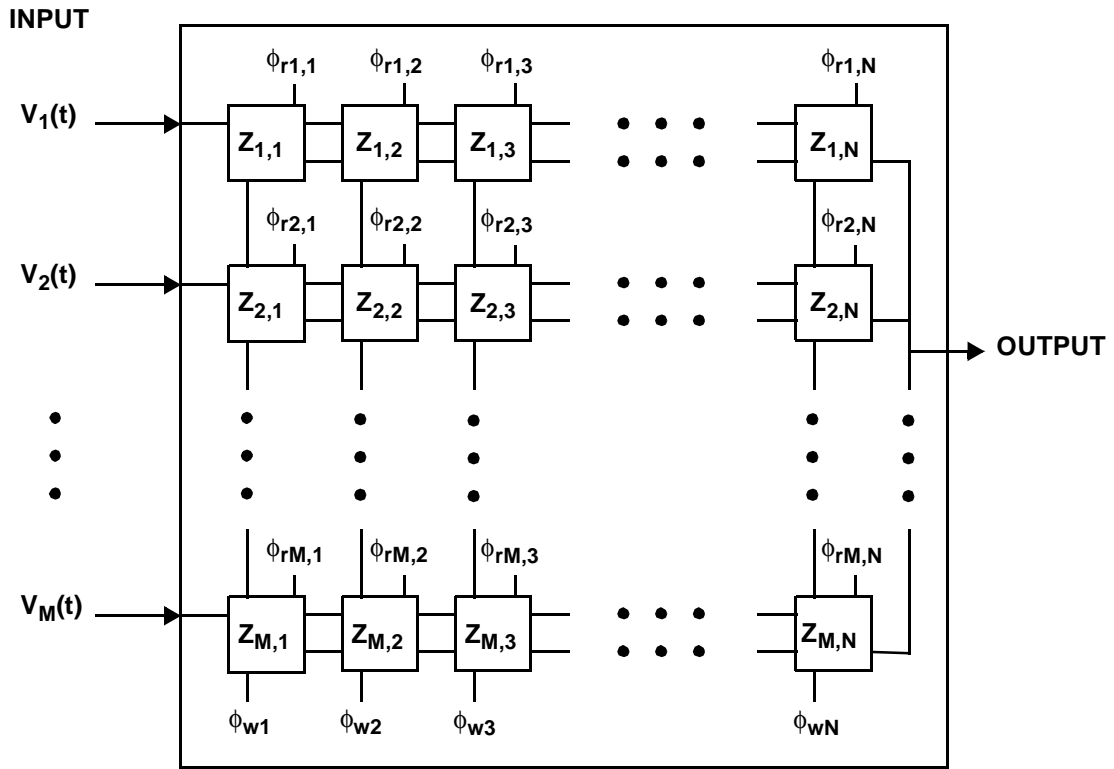 INPUT
ϕr1,1 ϕr1,2 ϕr1,3 ϕr1,N
V1(t) Z1,1 Z1,2 Z1,3 Z1,N
ϕr2,1 ϕr2,2 ϕr2,3 ϕr2,N
V2(t) Z2,1 Z2,2 Z2,3 Z2,N
OUTPUT
ϕrM,1 ϕrM,2 ϕrM,3 ϕrM,N
VM(t) ZM,1 ZM,2 ZM,3 ZM,N
ϕw1 ϕw2 ϕw3 ϕwN